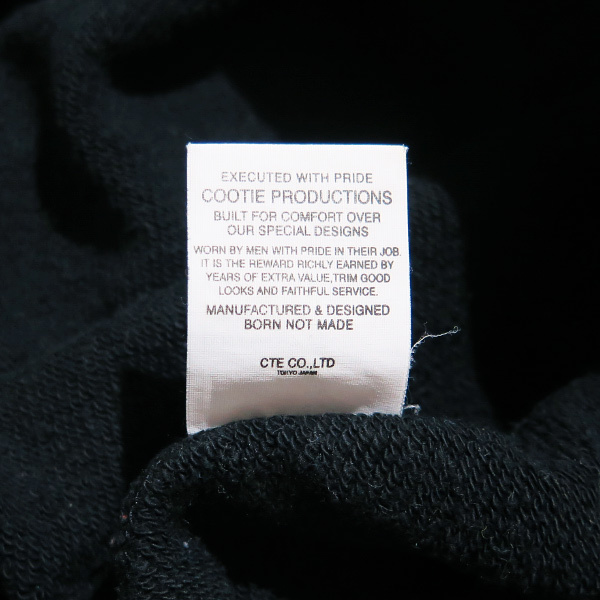 EXECUTED WITH PRIDE
COOTIE PRODUCTIONS
BUILT FOR COMFORT OVER
OUR SPECIAL DESIGNS
WORN BY MEN WITH PRIDE IN THEIR JOB.
IT IS THE REWARD RICHLY EARNED BY
YEARS OF EXTRA VALUE,TRIM GOOD
LOOKS AND FAITHFUL SERVICE.
MANUFACTURED & DESIGNED
BORN NOT MADE
CTE CO.,LTD
TOKYO JAPAN